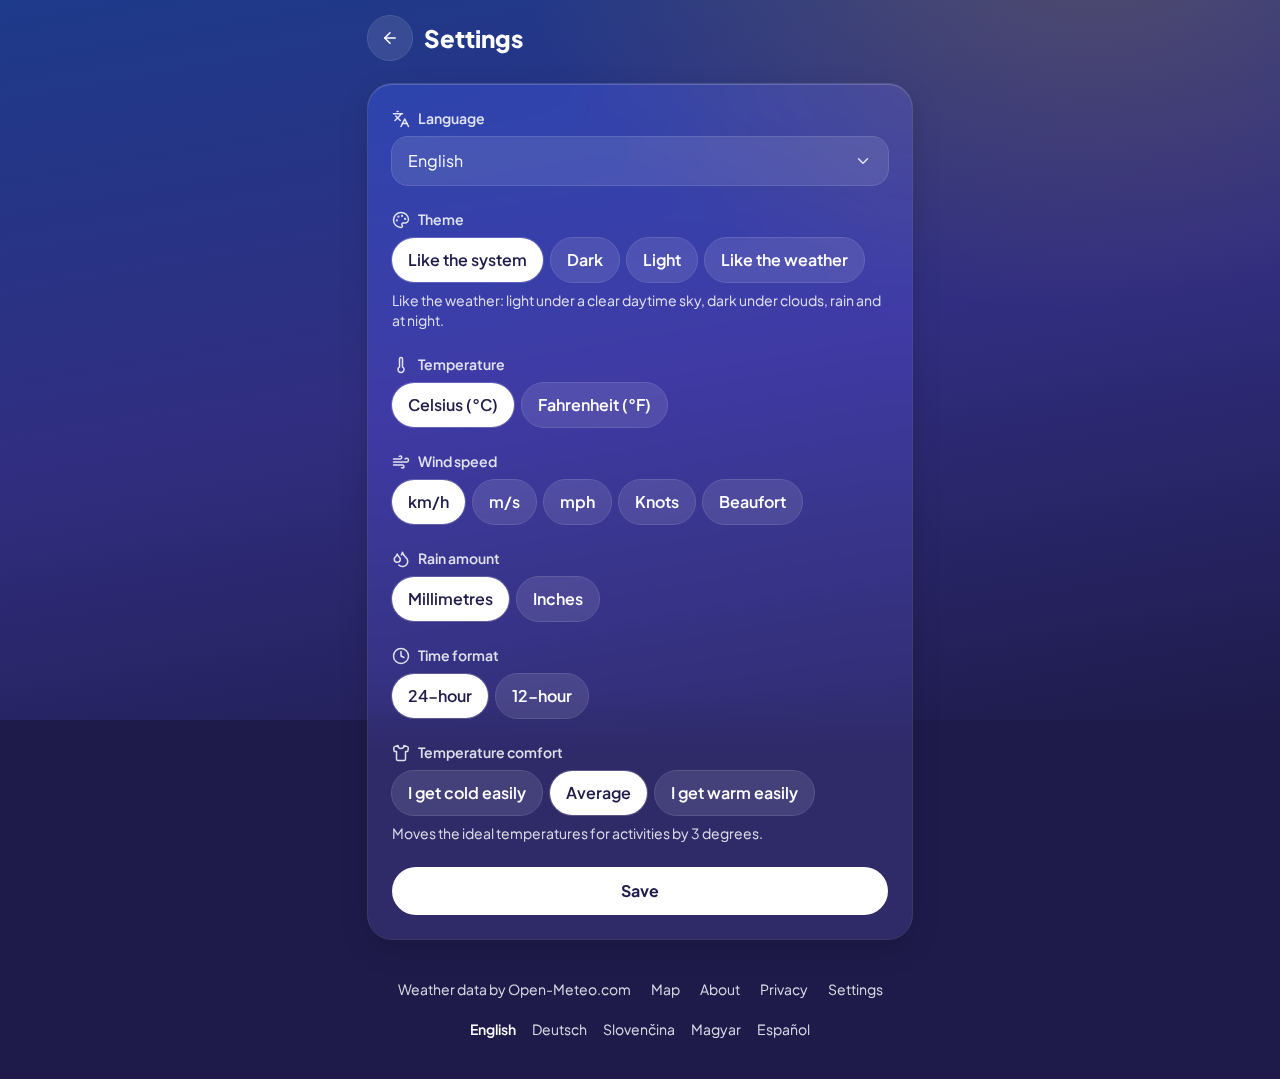 Settings
Language
English
Theme
Like the system Dark Light Like the weather
Like the weather: light under a clear daytime sky, dark under clouds, rain and
at night.
Temperature
Celsius (°C) Fahrenheit (°F)
Wind speed
km/h m/s mph Knots Beaufort
Rain amount
Millimetres Inches
Time format
24-hour 12-hour
Temperature comfort
I get cold easily Average I get warm easily
Moves the ideal temperatures for activities by 3 degrees.
Save
Weather data by Open-Meteo.com Map About Privacy Settings
English Deutsch Slovenčina Magyar Español